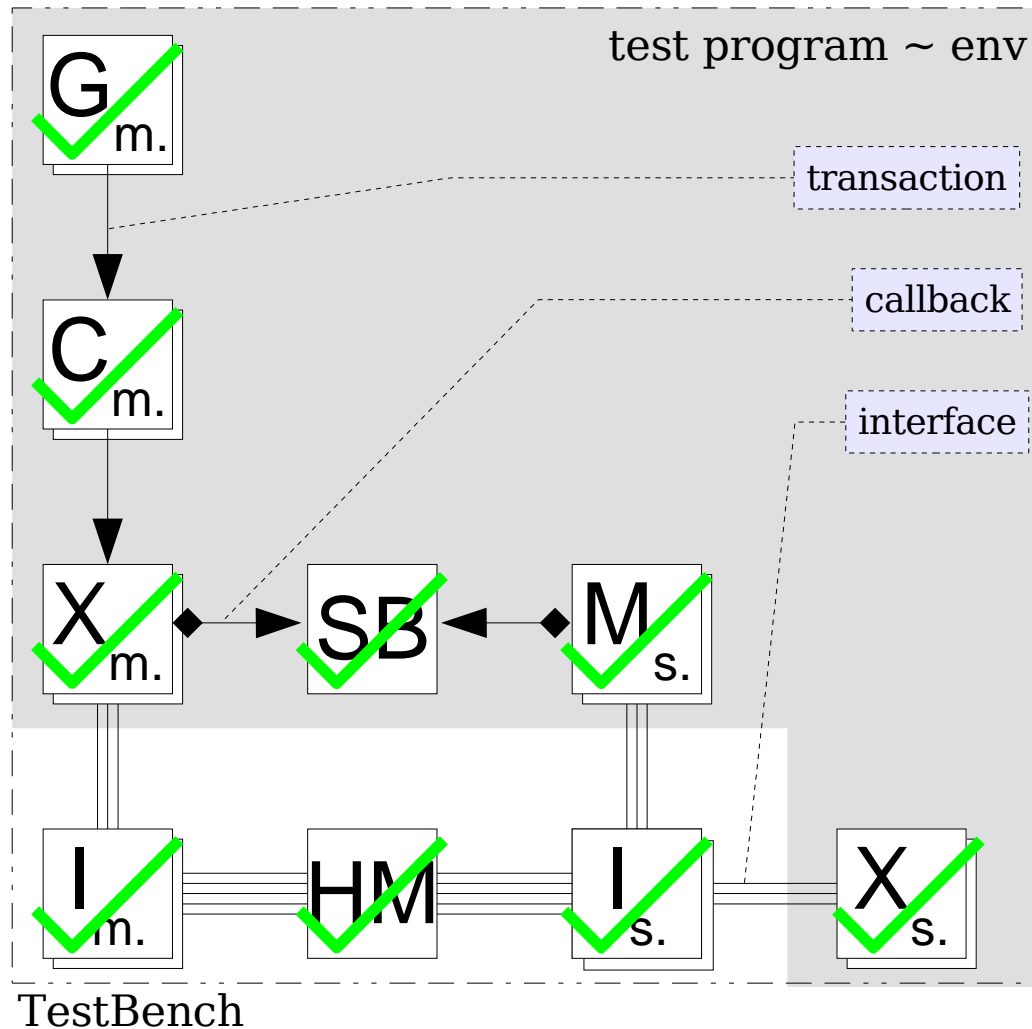 test program ~ env
G
m.
transaction
callback
C
m.
interface
X
m.
SB
M
s.
I
m.
HM
I
s.
X
s.
TestBench